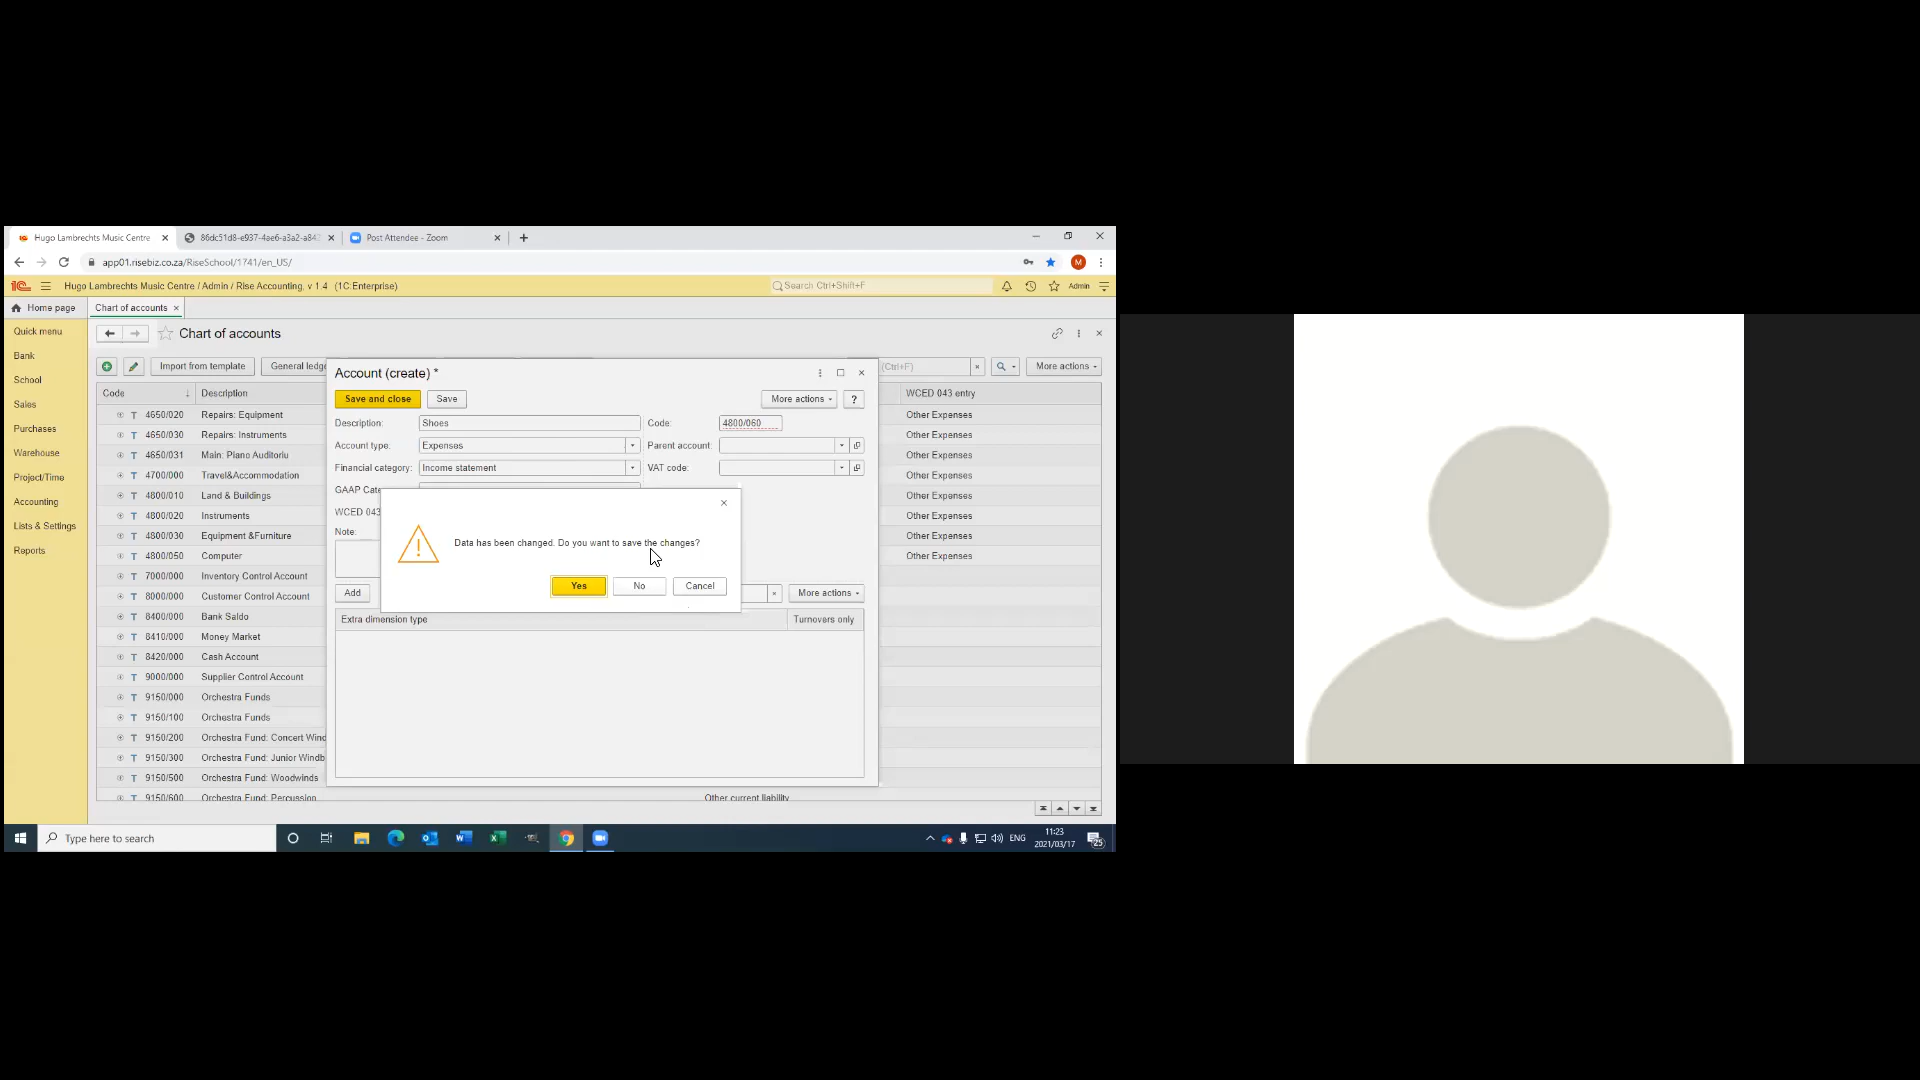 Hugo Lambrechts Music Centre
86dc51d8-e937-4ae6-a3a2-a842
Post Attendee - Zoom
app01.risebiz.co.za/RiseSchool/1741/en_US/
M
Hugo Lambrechts Music Centre / Admin / Rise Accounting. v 1.4 (1C:Enterprise)
Search Ctrl+Shift+F
Admin
Home page
Chart of accounts
Quick menu
Bank
School
Sales
Purchases
Warehouse
Project/Time
Accounting
Lists & Settings
Reports
Chart of accounts
Import from template
General ledge
(Ctrl+F)
More actions
Code
Description
WCED 043 entry
4650/020 Repairs: Equipment Other Expenses
4650/030 Repairs: Instruments Other Expenses
4650/031 Main: Piano Auditoriu Other Expenses
4700/000 Travel&Accommodation Other Expenses
4800/010 Land & Buildings Other Expenses
4800/020 Instruments Other Expenses
4800/030 Equipment &Furniture Other Expenses
4800/050 Computer Other Expenses
7000/000 Inventory Control Account
8000/000 Customer Control Account
8400/000 Bank Saldo
8410/000 Money Market
8420/000 Cash Account
9000/000 Supplier Control Account
9150/000 Orchestra Funds
9150/100 Orchestra Funds
9150/200 Orchestra Fund: Concert Wind
9150/300 Orchestra Fund: Junior Windb
9150/500 Orchestra Fund: Woodwinds
9150/600 Orchestra Fund: Percussion Other current liability
Account (create) *
Save and close
Save
More actions
?
Description: Shoes
Code: 4800/060
Account type: Expenses
Parent account:
Financial category: Income statement
VAT code:
GAAP Cate
WCED 043
Note:
Data has been changed. Do you want to save the changes?
Yes
No
Cancel
Add
More actions
Extra dimension type
Turnovers only
Type here to search
ENG
11:23
2021/03/17
25